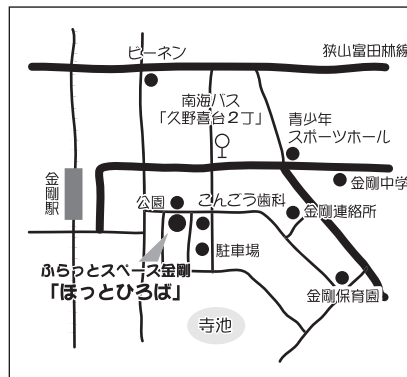 ピーネン
狭山富田林線
南海バス
「久野喜台2丁」
青少年
スポーツホール
金剛駅
金剛中学
公園
こんごう歯科
金剛連絡所
駐車場
ふらっとスペース金剛
「ほっとひろば」
金剛保育園
寺池